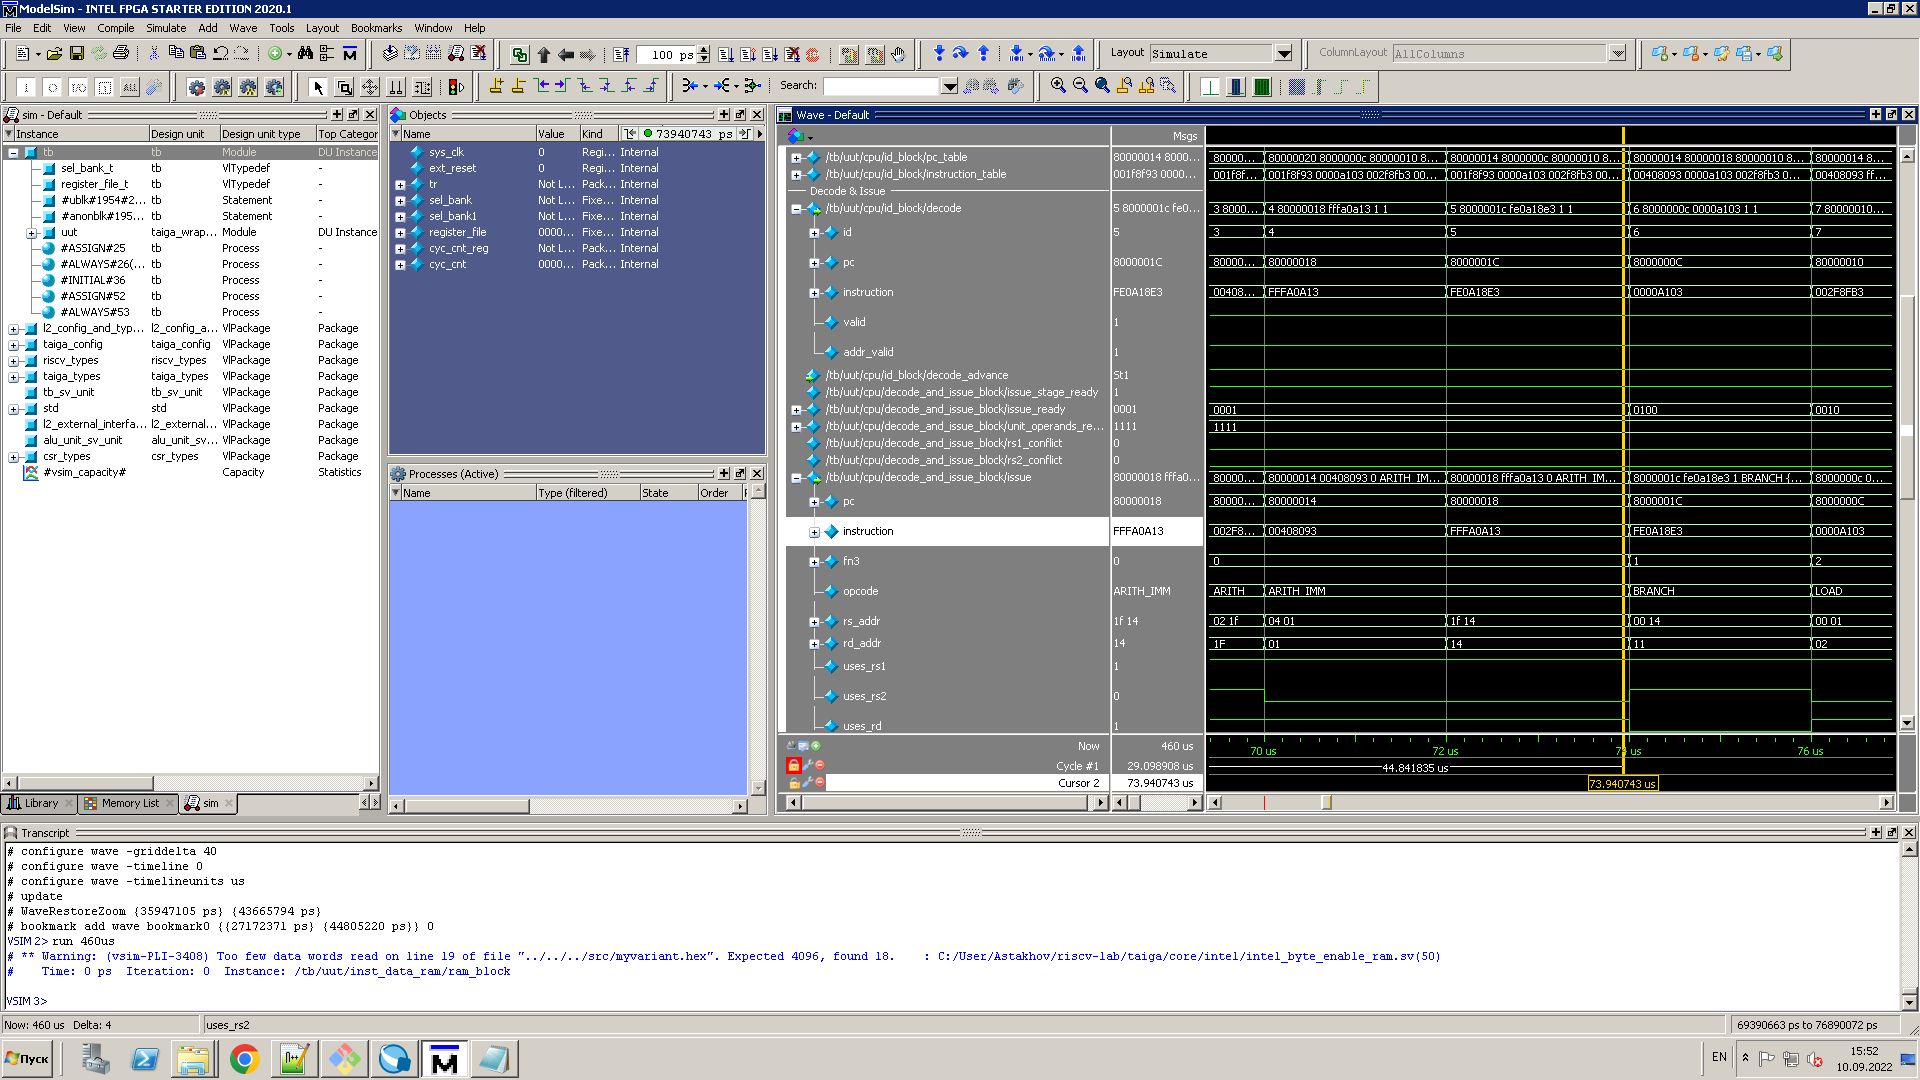 ModelSim - INTEL FPGA STARTER EDITION 2020.1
File Edit View Compile Simulate Add Wave Tools Layout Bookmarks Window Help
100 ps
Layout Simulate
ColumnLayout AllColumns
Search:
sim - Default
Instance Design unit Design unit type Top Categor
tb tb Module DU Instance
sel_bank_t tb VlTypedef
register_file_t tb VlTypedef
#ublk#1954#2... tb Statement -
#anonblk#195... tb Statement -
uut taiga_wrap... Module DU Instance
#ASSIGN#25 tb Process -
#ALWAYS#26(... tb Process -
#INITIAL#36 tb Process -
#ASSIGN#52 tb Process -
#ALWAYS#53 tb Process -
l2_config_and_typ... l2_config_a... VlPackage Package
taiga_config taiga_config VlPackage Package
riscv_types riscv_types VlPackage Package
taiga_types taiga_types VlPackage Package
tb_sv_unit tb_sv_unit VlPackage Package
std std VlPackage Package
l2_external_interfa... l2_external... VlPackage Package
alu_unit_sv_unit alu_unit_sv... VlPackage Package
csr_types csr_types VlPackage Package
#vsim_capacity# Capacity Statistics
Library Memory List sim
Objects
Name Value Kind 73940743 ps
sys_clk 0 Regi... Internal
ext_reset 0 Regi... Internal
tr Not L... Pack... Internal
sel_bank Not L... Fixe... Internal
sel_bank1 Not L... Fixe... Internal
register_file 0000... Fixe... Internal
cyc_cnt_reg Not L... Pack... Internal
cyc_cnt 0000... Pack... Internal
Processes (Active)
Name Type (filtered) State Order
Wave - Default
Msgs
/tb/uut/cpu/id_block/pc_table 80000014 8000... 80000... 80000020 8000000c 80000010 8... 80000014 8000000c 80000010 8... 80000014 80000018 80000010 8... 80000014 8...
/tb/uut/cpu/id_block/instruction_table 001f8f93 0000... 001f8f... 001f8f93 0000a103 002f8fb3 00... 001f8f93 0000a103 002f8fb3 00... 00408093 0000a103 002f8fb3 0... 00408093 ff...
Decode & Issue
/tb/uut/cpu/id_block/decode 5 8000001c fe0... 3 8000... 4 80000018 fffa0a13 1 1 5 8000001c fe0a18e3 1 1 6 8000000c 0000a103 1 1 7 80000010...
id 5 3 4 5 6 7
pc 8000001C 80000... 80000018 8000001C 8000000C 80000010
instruction FE0A18E3 00408... FFFA0A13 FE0A18E3 0000A103 002F8FB3
valid 1
addr_valid 1
/tb/uut/cpu/id_block/decode_advance St1
/tb/uut/cpu/decode_and_issue_block/issue_stage_ready 1
/tb/uut/cpu/decode_and_issue_block/issue_ready 0001 0001 0100 0010
/tb/uut/cpu/decode_and_issue_block/unit_operands_re... 1111 1111
/tb/uut/cpu/decode_and_issue_block/rs1_conflict 0
/tb/uut/cpu/decode_and_issue_block/rs2_conflict 0
/tb/uut/cpu/decode_and_issue_block/issue 80000018 fffa0... 80000... 80000014 00408093 0 ARITH_IM... 80000018 fffa0a13 0 ARITH_IM... 8000001c fe0a18e3 1 BRANCH {... 8000000c 0...
pc 80000018 80000... 80000014 80000018 8000001C 8000000C
instruction FFFA0A13 002F8... 00408093 FFFA0A13 FE0A18E3 0000A103
fn3 0 0 1 2
opcode ARITH_IMM ARITH ARITH_IMM BRANCH LOAD
rs_addr 1f 14 02 1f 04 01 1f 14 00 14 00 01
rd_addr 14 1F 01 14 11 02
uses_rs1 1
uses_rs2 0
uses_rd 1
Now 460 us 70 us 72 us 76 us
Cycle #1 29.098908 us 44.841835 us
Cursor 2 73.940743 us 73.940743 us
Transcript
# configure wave -griddelta 40
# configure wave -timeline 0
# configure wave -timelineunits us
# update
# WaveRestoreZoom {35947105 ps} {43665794 ps}
# bookmark add wave bookmark0 {{27172371 ps} {44805220 ps}} 0
VSIM 2> run 460us
# ** Warning: (vsim-PLI-3408) Too few data words read on line 19 of file "../../../src/myvariant.hex". Expected 4096, found 18. : C:/User/Astakhov/riscv-lab/taiga/core/intel/intel_byte_enable_ram.sv(50)
# Time: 0 ps Iteration: 0 Instance: /tb/uut/inst_data_ram/ram_block
VSIM 3>
Now: 460 us Delta: 4 uses_rs2 69390663 ps to 76890072 ps
Пуск EN 15:52
10.09.2022